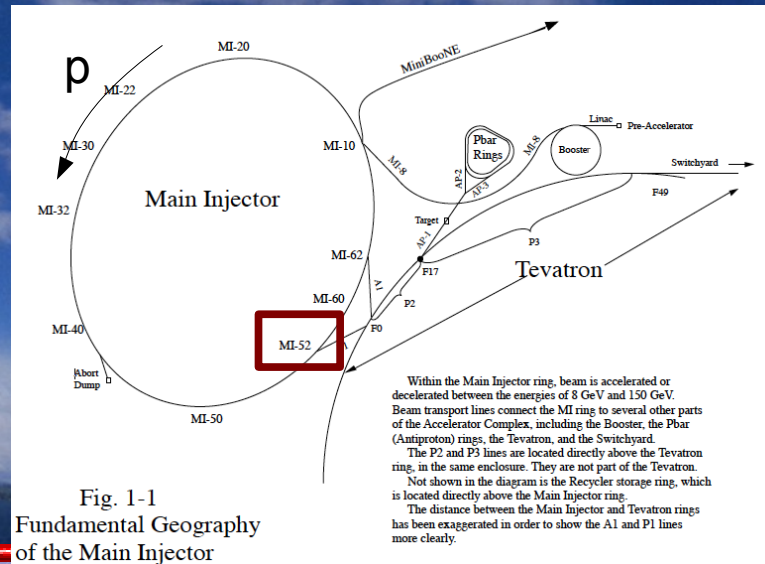 p
MI-20
MiniBooNE
MI-22
MI-30
MI-10
MI-8
AP-2
Pbar
Rings
AP-3
MI-8
Booster
Linac
Pre-Accelerator
Switchyard
F49
MI-32
Main Injector
Target
AP-1
P3
Tevatron
MI-62
F17
A1
MI-60
P2
F0
MI-40
MI-52
Abort
Dump
MI-50
Within the Main Injector ring, beam is accelerated or
decelerated between the energies of 8 GeV and 150 GeV.
Beam transport lines connect the MI ring to several other parts
of the Accelerator Complex, including the Booster, the Pbar
(Antiproton) rings, the Tevatron, and the Switchyard.
The P2 and P3 lines are located directly above the Tevatron
ring, in the same enclosure. They are not part of the Tevatron.
Not shown in the diagram is the Recycler storage ring, which
is located directly above the Main Injector ring.
The distance between the Main Injector and Tevatron rings
has been exaggerated in order to show the A1 and P1 lines
more clearly.
Fig. 1-1
Fundamental Geography
of the Main Injector